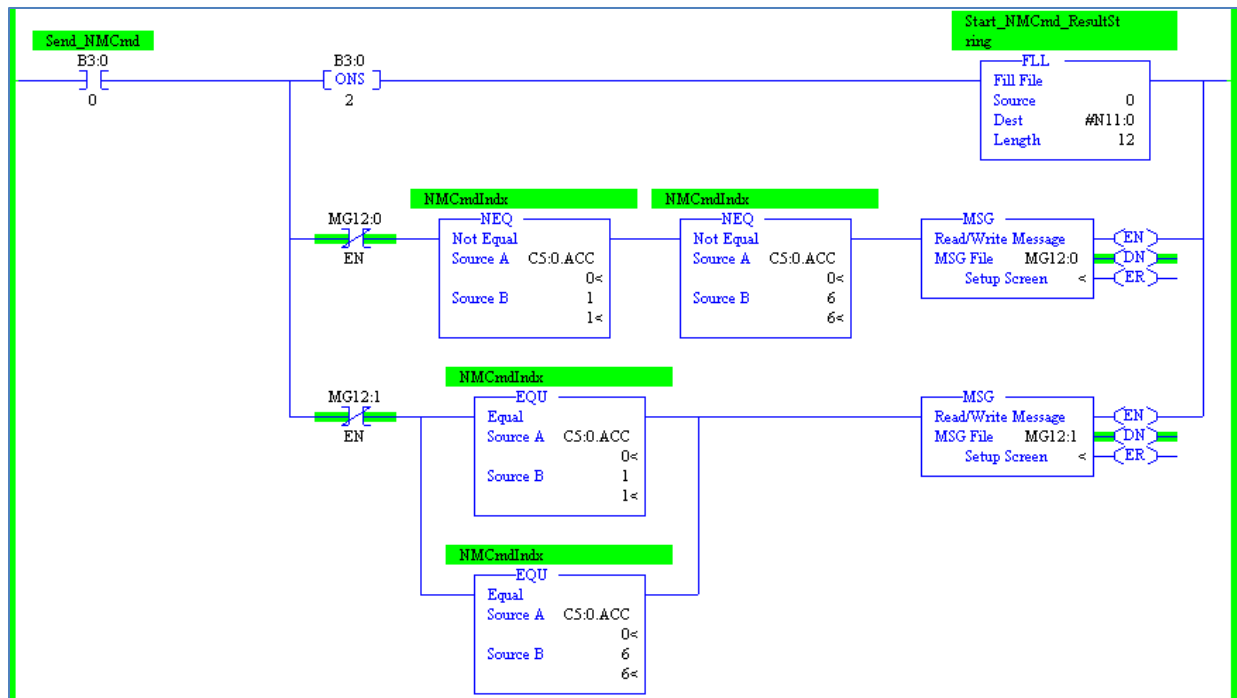 Send_NMCmd
B3:0
0
B3:0
ONS
2
Start_NMCmd_ResultSt
ring
FLL
Fill File
Source 0
Dest #N11:0
Length 12
MG12:0
EN
NMCmdIndx
NEQ
Not Equal
Source A C5:0.ACC
0<
Source B 1
1<
NMCmdIndx
NEQ
Not Equal
Source A C5:0.ACC
0<
Source B 6
6<
MSG
Read/Write Message
MSG File MG12:0
Setup Screen <
EN
DN
ER
MG12:1
EN
NMCmdIndx
EQU
Equal
Source A C5:0.ACC
0<
Source B 1
1<
MSG
Read/Write Message
MSG File MG12:1
Setup Screen <
EN
DN
ER
NMCmdIndx
EQU
Equal
Source A C5:0.ACC
0<
Source B 6
6<